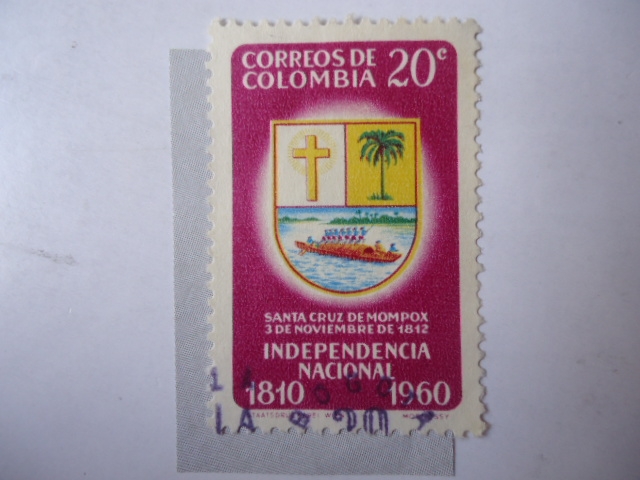 CORREOS DE
COLOMBIA 20c
SANTA CRUZ DE MOMPOX
3 DE NOVIEMBRE DE 1812
INDEPENDENCIA
NACIONAL
1810 1960